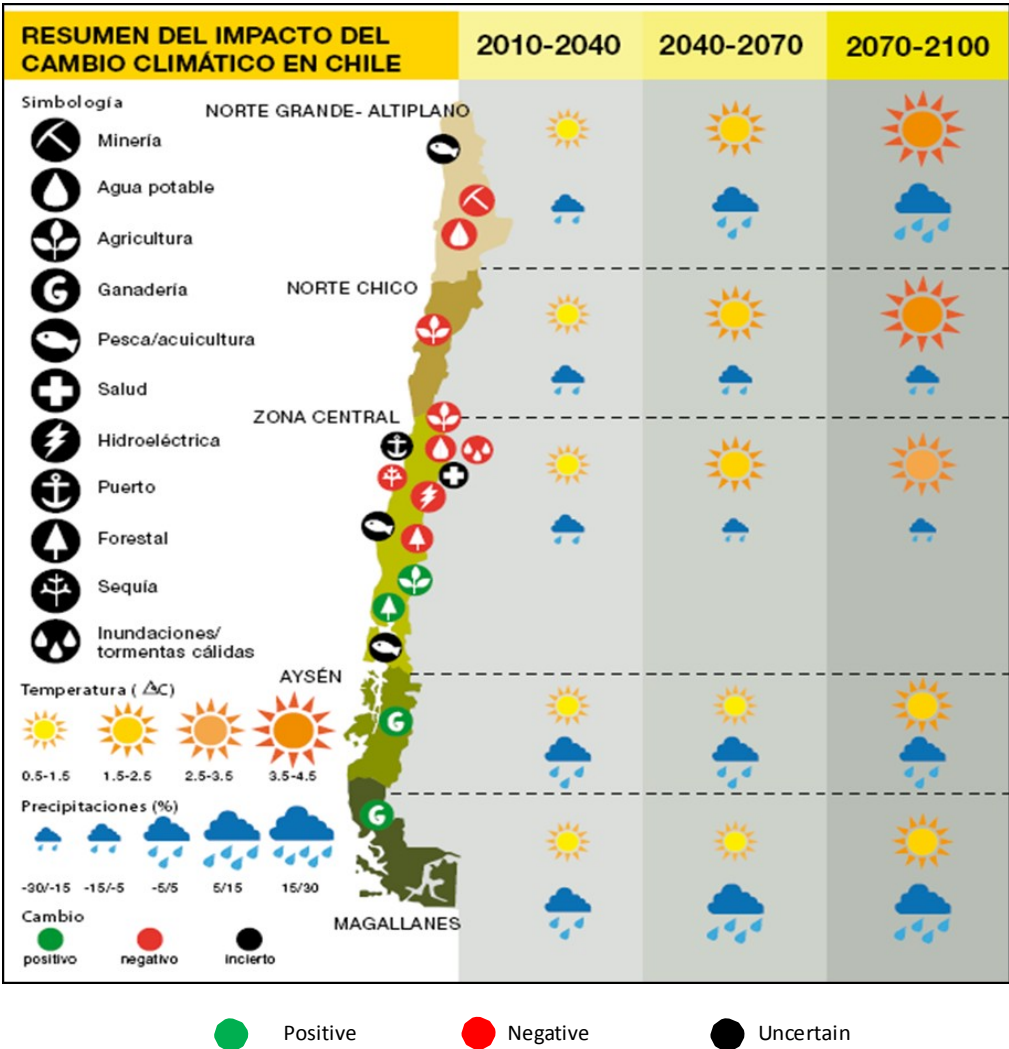 RESUMEN DEL IMPACTO DEL
CAMBIO CLIMÁTICO EN CHILE
2010-2040
2040-2070
2070-2100
Simbología
Minería
Agua potable
Agricultura
Ganadería
Pesca/acuicultura
Salud
Hidroeléctrica
Puerto
Forestal
Sequía
Inundaciones/
tormentas cálidas
NORTE GRANDE- ALTIPLANO
NORTE CHICO
ZONA CENTRAL
AYSÉN
MAGALLANES
Temperatura ( △C)
0.5-1.5
1.5-2.5
2.5-3.5
3.5-4.5
Precipitaciones (%)
-30/-15
-15/-5
-5/5
5/15
15/30
Cambio
positivo
negativo
incierto
Positive
Negative
Uncertain